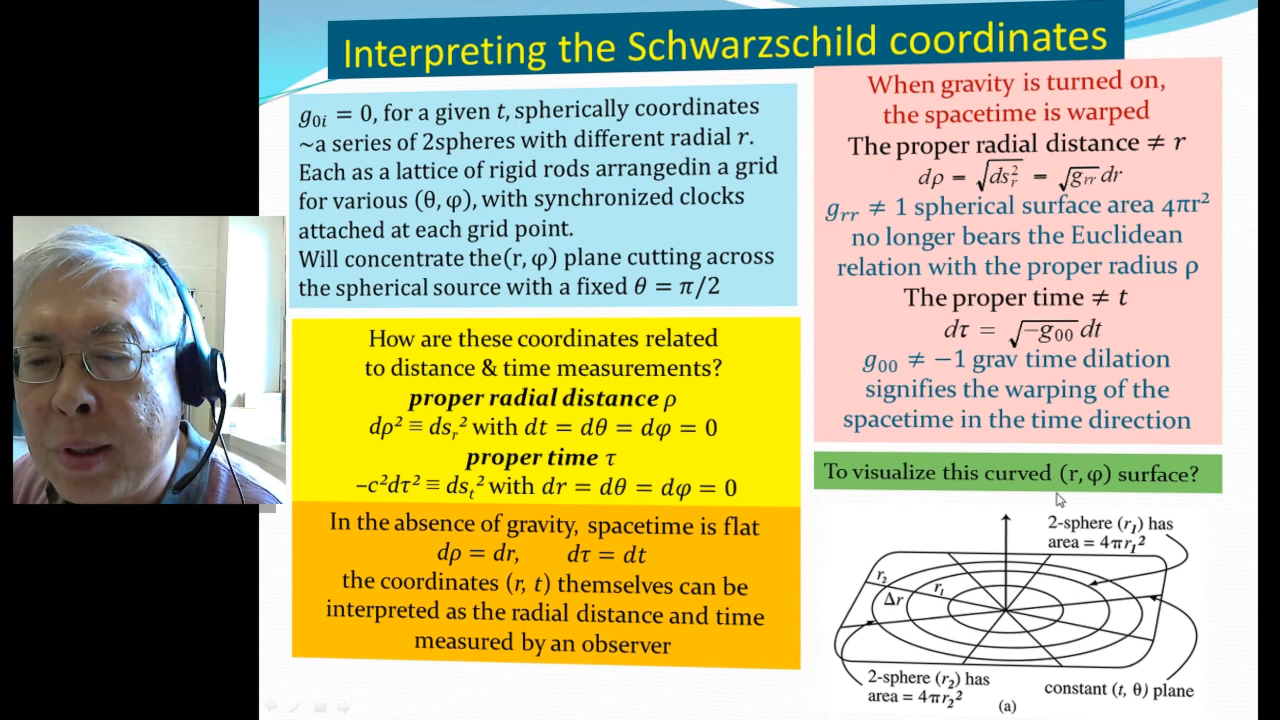 Interpreting the Schwarzschild coordinates
g₀ᵢ = 0, for a given t, spherically coordinates
~a series of 2spheres with different radial r.
Each as a lattice of rigid rods arrangedin a grid
for various (θ, φ), with synchronized clocks
attached at each grid point.
Will concentrate the(r, φ) plane cutting across
the spherical source with a fixed θ = π/2
How are these coordinates related
to distance & time measurements?
proper radial distance ρ
dρ² ≡ dsᵣ² with dt = dθ = dφ = 0
proper time τ
−c²dτ² ≡ dsₜ² with dr = dθ = dφ = 0
In the absence of gravity, spacetime is flat
dρ = dr, dτ = dt
the coordinates (r, t) themselves can be
interpreted as the radial distance and time
measured by an observer
When gravity is turned on,
the spacetime is warped
The proper radial distance ≠ r
dρ = √dsᵣ² = √gᵣᵣ dr
gᵣᵣ ≠ 1 spherical surface area 4πr²
no longer bears the Euclidean
relation with the proper radius ρ
The proper time ≠ t
dτ = √−g₀₀ dt
g₀₀ ≠ −1 grav time dilation
signifies the warping of the
spacetime in the time direction
To visualize this curved (r, φ) surface?
2-sphere (r₁) has
area = 4πr₁²
r₂
r₁
Δr
2-sphere (r₂) has
area = 4πr₂²
constant (t, θ) plane
(a)